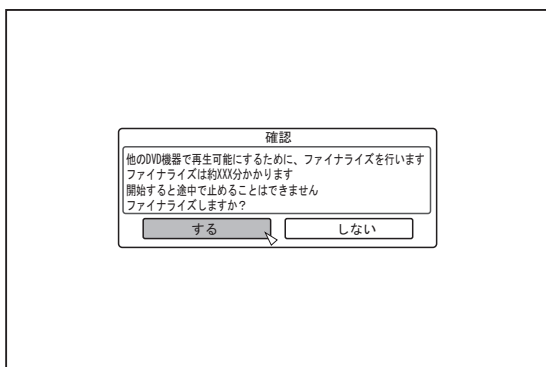 確認
他のDVD機器で再生可能にするために、ファイナライズを行います
ファイナライズは約XXX分かかります
開始すると途中で止めることはできません
ファイナライズしますか？
する
しない